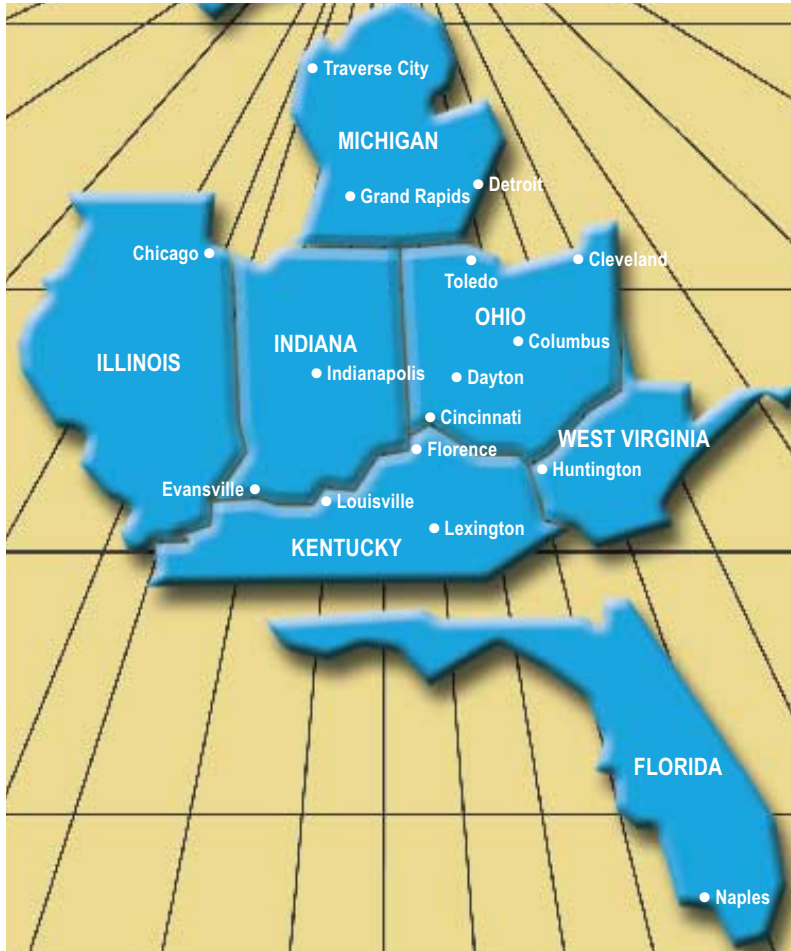 Traverse City
MICHIGAN
Detroit
Grand Rapids
Chicago
Cleveland
Toledo
OHIO
Columbus
INDIANA
ILLINOIS
Indianapolis
Dayton
Cincinnati
WEST VIRGINIA
Florence
Huntington
Evansville
Louisville
Lexington
KENTUCKY
FLORIDA
Naples